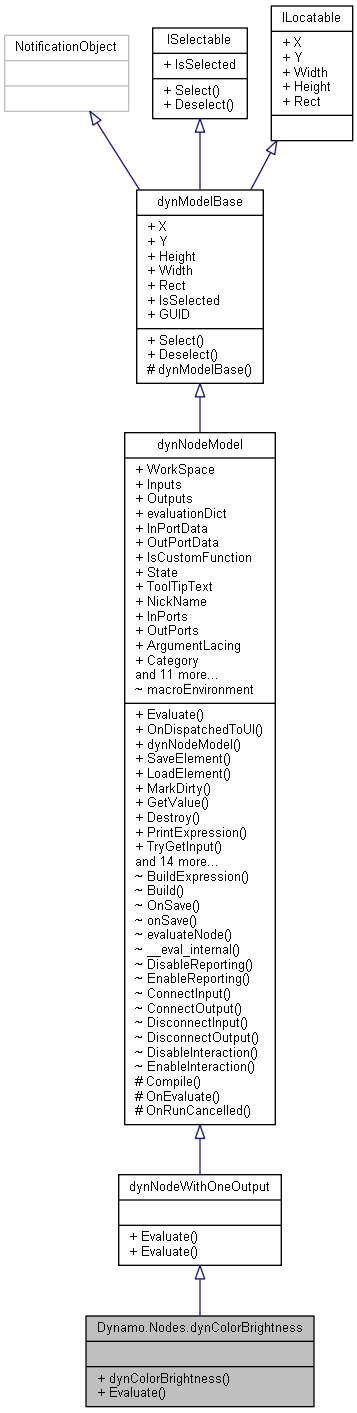 NotificationObject
ISelectable
+ IsSelected
+ Select()
+ Deselect()
ILocatable
+ X
+ Y
+ Width
+ Height
+ Rect
dynModelBase
+ X
+ Y
+ Height
+ Width
+ Rect
+ IsSelected
+ GUID
+ Select()
+ Deselect()
# dynModelBase()
dynNodeModel
+ WorkSpace
+ Inputs
+ Outputs
+ evaluationDict
+ InPortData
+ OutPortData
+ IsCustomFunction
+ State
+ ToolTipText
+ NickName
+ InPorts
+ OutPorts
+ ArgumentLacing
+ Category
and 11 more...
~ macroEnvironment
+ Evaluate()
+ OnDispatchedToUI()
+ dynNodeModel()
+ SaveElement()
+ LoadElement()
+ MarkDirty()
+ GetValue()
+ Destroy()
+ PrintExpression()
+ TryGetInput()
and 14 more...
~ BuildExpression()
~ Build()
~ OnSave()
~ onSave()
~ evaluateNode()
~ __eval_internal()
~ DisableReporting()
~ EnableReporting()
~ ConnectInput()
~ ConnectOutput()
~ DisconnectInput()
~ DisconnectOutput()
~ DisableInteraction()
~ EnableInteraction()
# Compile()
# OnEvaluate()
# OnRunCancelled()
dynNodeWithOneOutput
+ Evaluate()
+ Evaluate()
Dynamo.Nodes.dynColorBrightness
+ dynColorBrightness()
+ Evaluate()